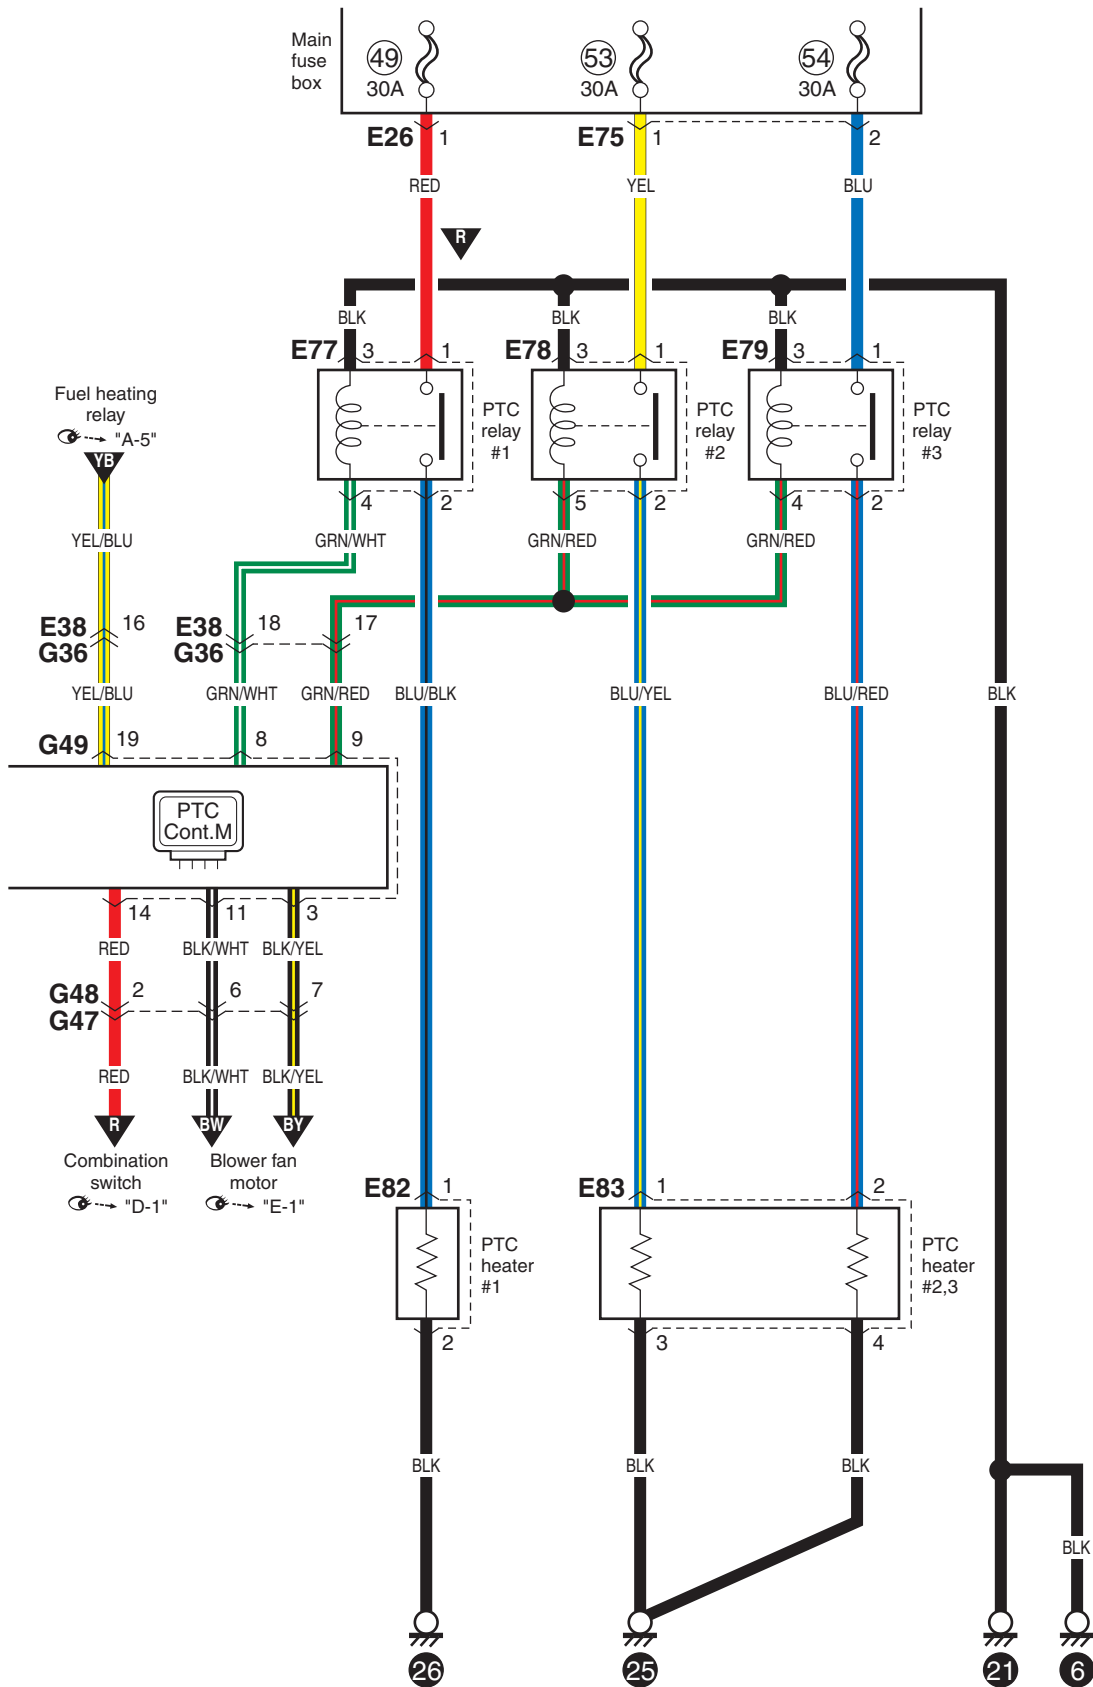 Main
fuse
box
49
30A
53
30A
54
30A
E26 1
E75 1
2
RED
YEL
BLU
R
BLK
BLK
BLK
E77 3
1
E78 3
1
E79 3
1
PTC
relay
#1
PTC
relay
#2
PTC
relay
#3
Fuel heating
relay
"A-5"
YB
4
2
5
2
4
2
YEL/BLU
GRN/WHT
GRN/RED
GRN/RED
E38 16
G36
E38 18
G36
17
YEL/BLU
GRN/WHT
GRN/RED
BLU/BLK
BLU/YEL
BLU/RED
BLK
G49 19
8
9
PTC
Cont.M
14
11
3
RED
BLK/WHT
BLK/YEL
G48 2
G47
6
7
RED
BLK/WHT
BLK/YEL
R
BW
BY
Combination
switch
"D-1"
Blower fan
motor
"E-1"
E82 1
E83 1
2
PTC
heater
#1
PTC
heater
#2,3
2
3
4
BLK
BLK
BLK
BLK
26
25
21
6